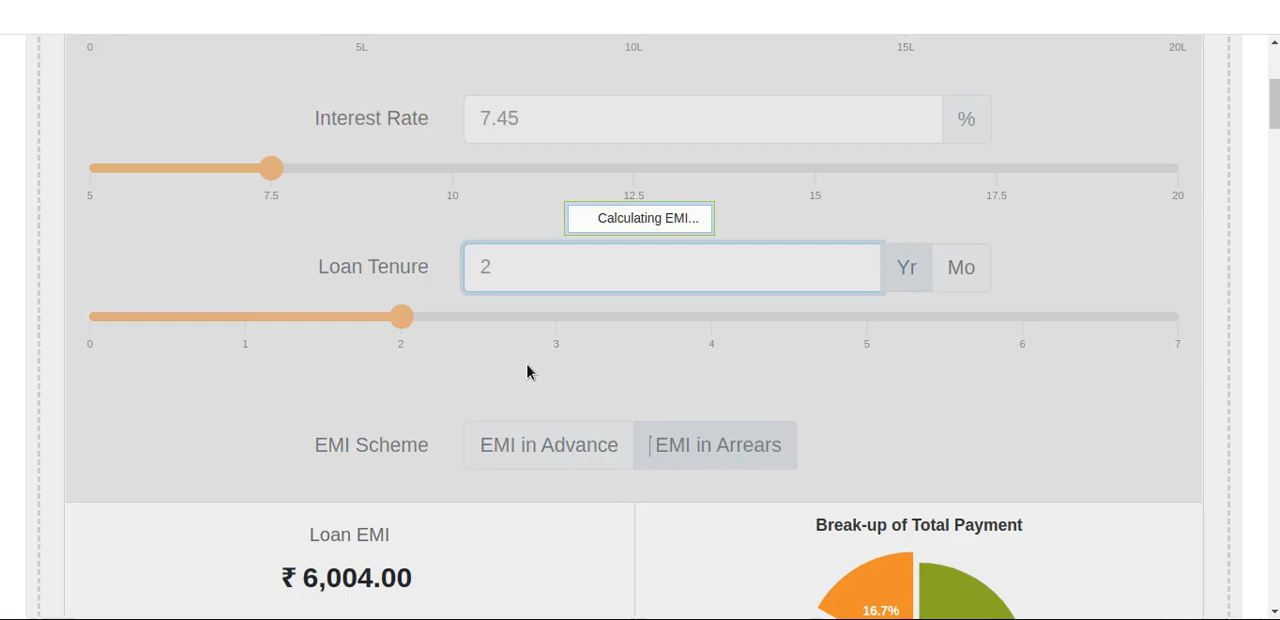 0 5L 10L 15L 20L
Interest Rate 7.45 %
5 7.5 10 12.5 15 17.5 20
Calculating EMI...
Loan Tenure 2 Yr Mo
0 1 2 3 4 5 6 7
EMI Scheme EMI in Advance EMI in Arrears
Loan EMI
₹ 6,004.00
Break-up of Total Payment
16.7%